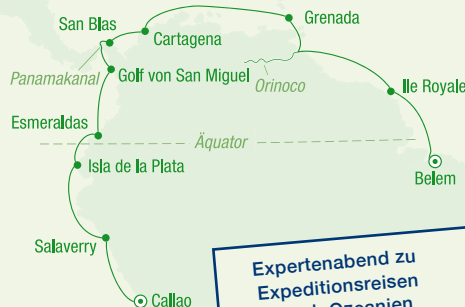 Grenada
San Blas
Cartagena
Panamakanal
Golf von San Miguel
Orinoco
Ile Royale
Esmeraldas
Äquator
Isla de la Plata
Belem
Salaverry
Callao
Expertenabend zu
Expeditionsreisen
Ozeanien